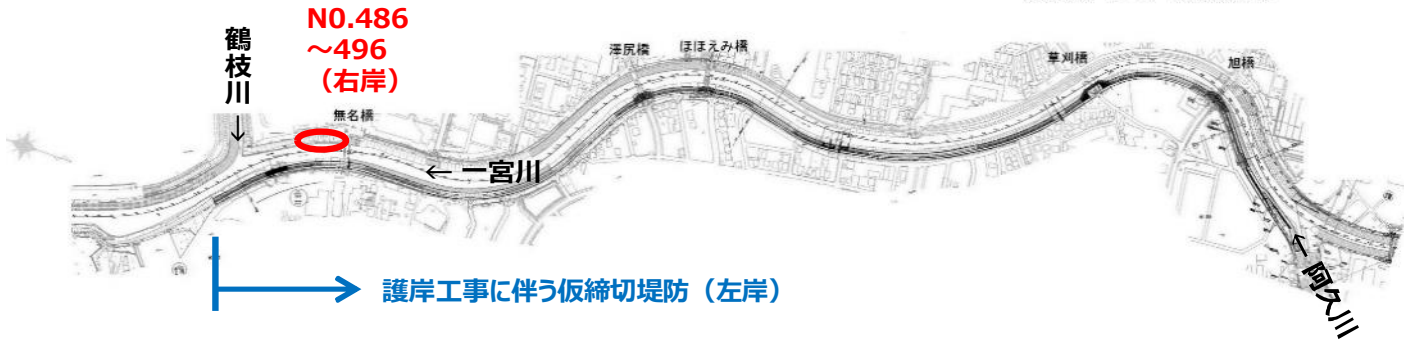 N0.486
～496
（右岸）
鶴枝川
↓
無名橋
澤尻橋
ほほえみ橋
草刈橋
旭橋
← 一宮川
← 阿久川
護岸工事に伴う仮締切堤防（左岸）